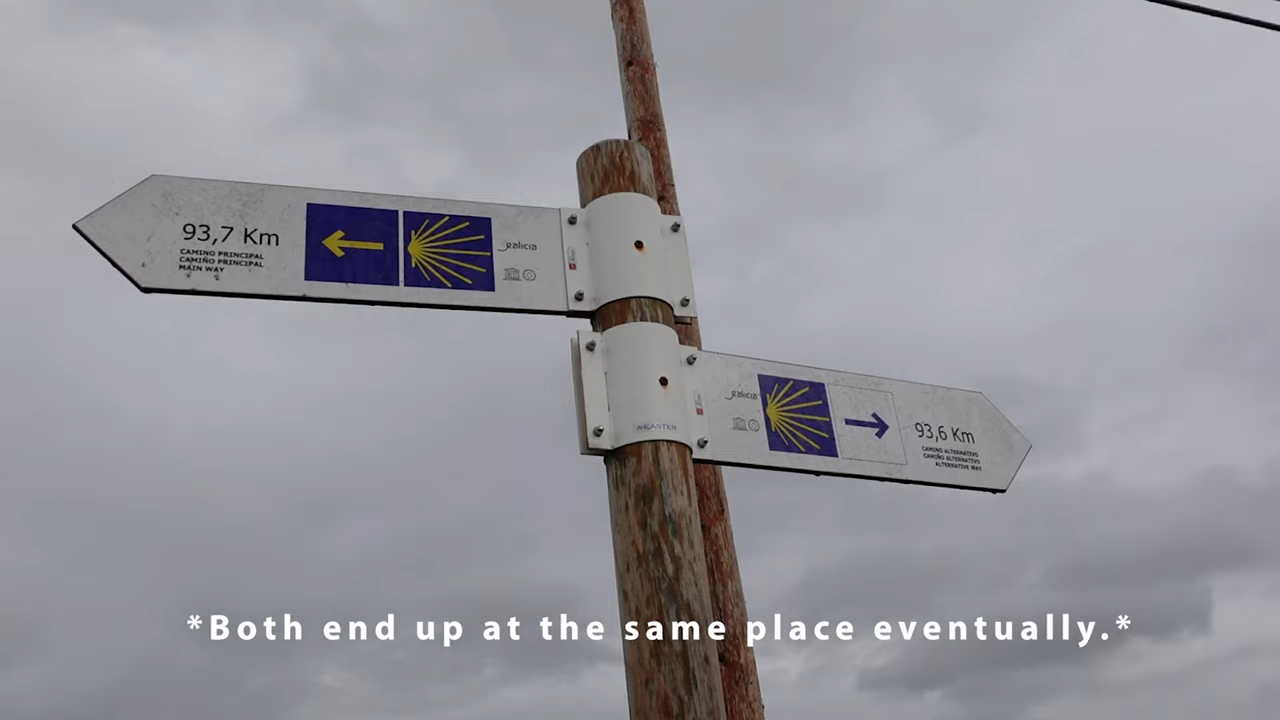 93,7 Km
CAMINO PRINCIPAL
CAMIÑO PRINCIPAL
MAIN WAY
galicia
galicia
93,6 Km
CAMINO ALTERNATIVO
CAMIÑO ALTERNATIVO
ALTERNATIVE WAY
*Both end up at the same place eventually.*